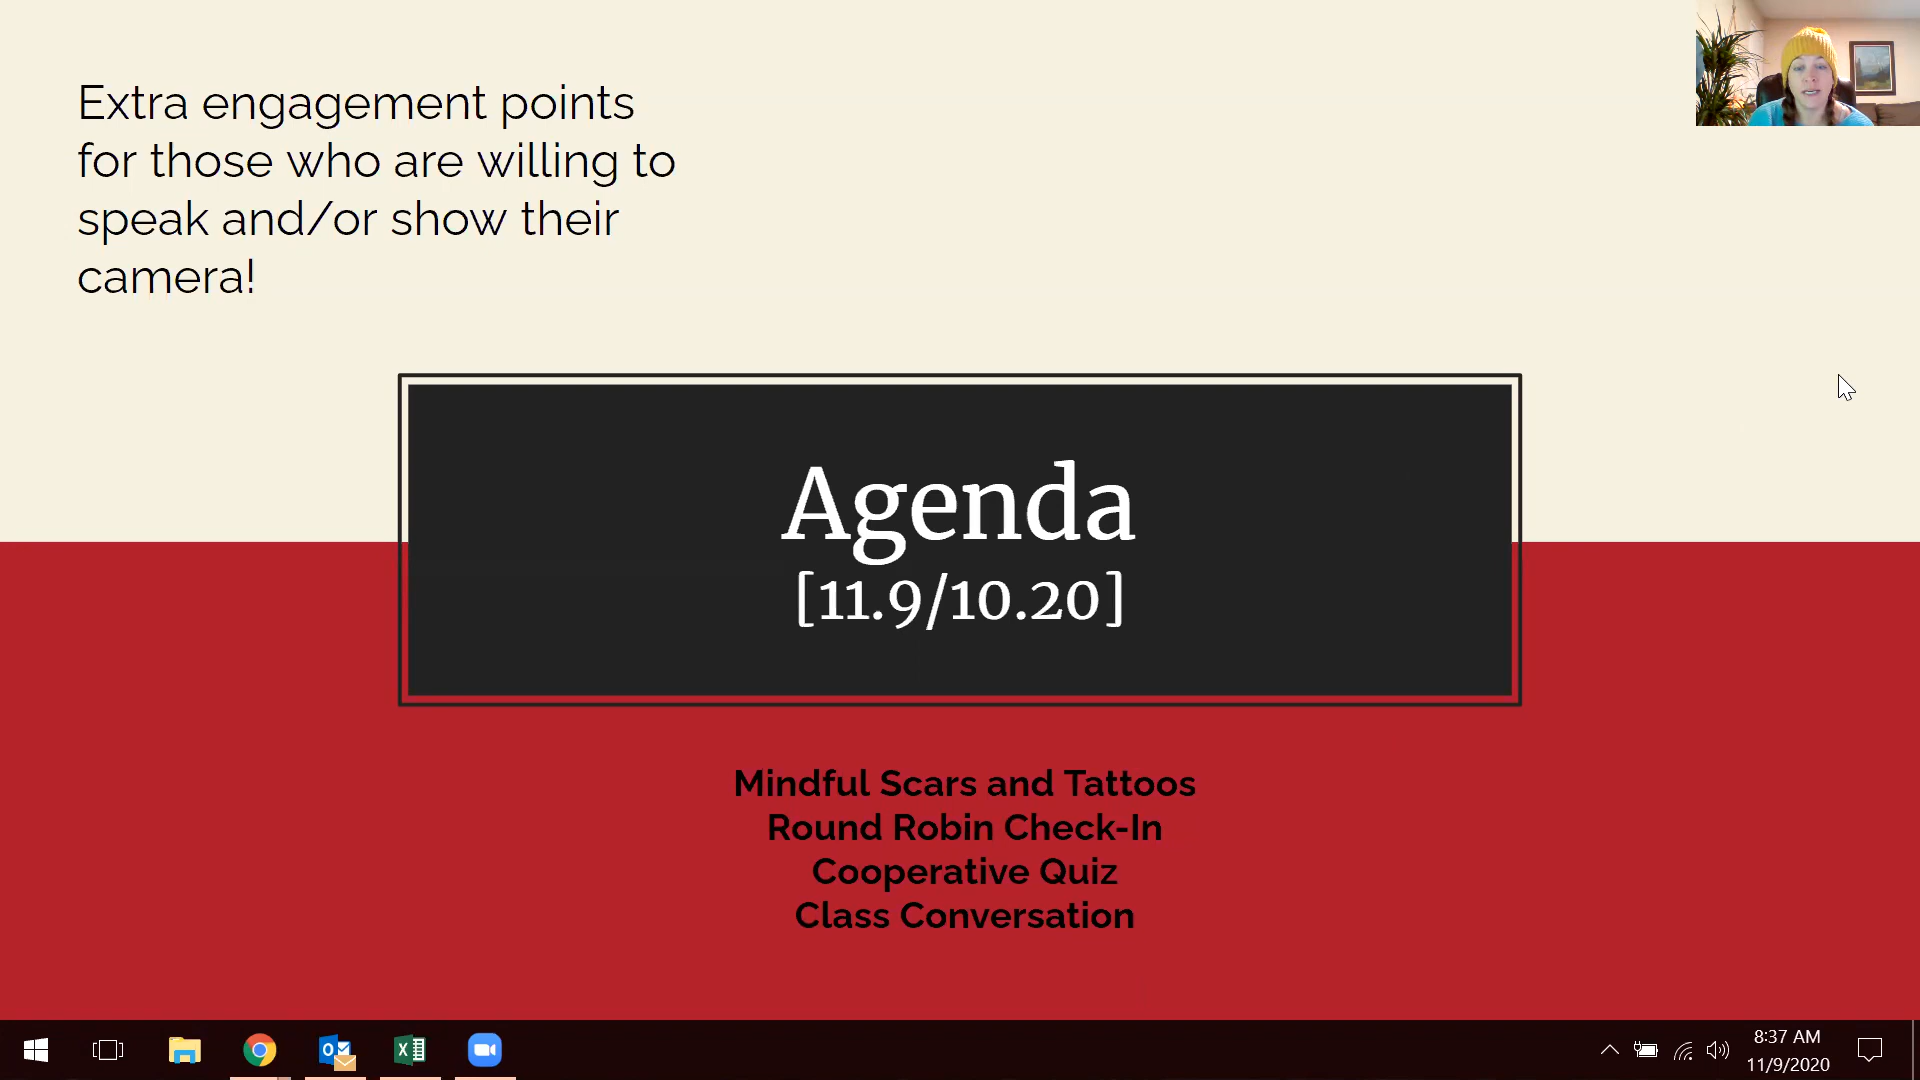 Extra engagement points
for those who are willing to
speak and/or show their
camera!
Agenda
[11.9/10.20]
Mindful Scars and Tattoos
Round Robin Check-In
Cooperative Quiz
Class Conversation
8:37 AM
11/9/2020